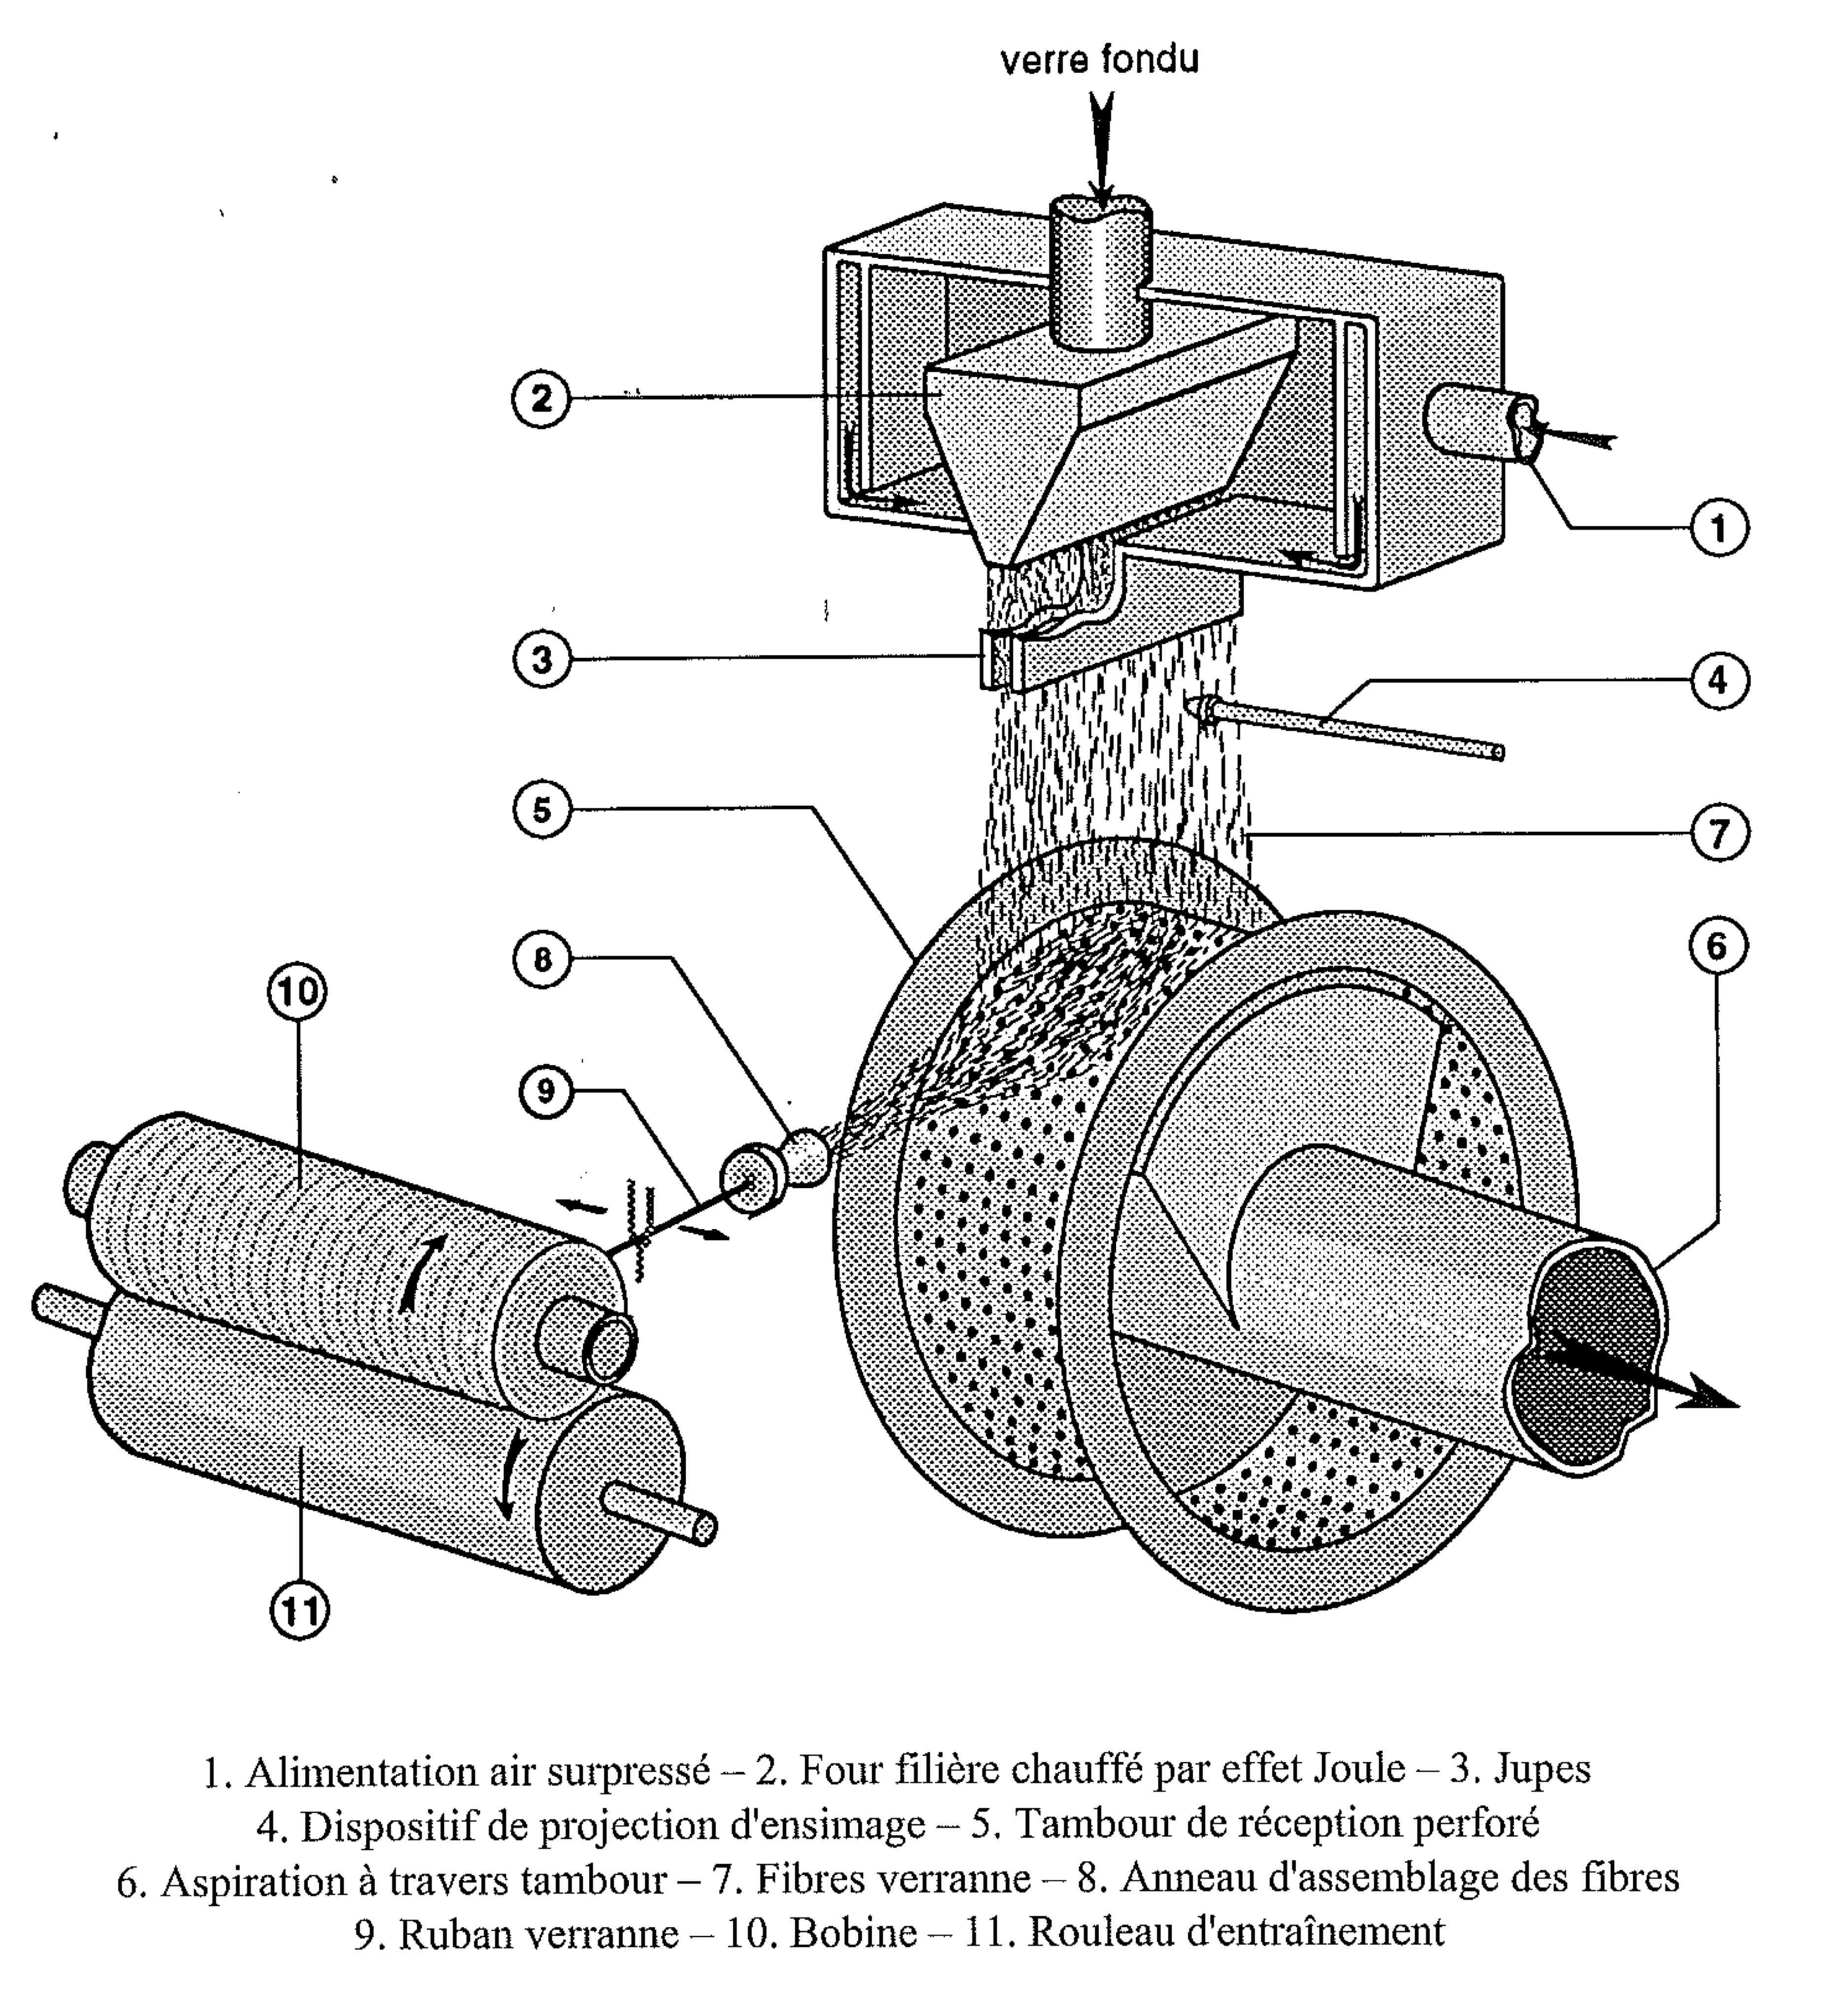 verre fondu
2
1
3
4
5
7
8
6
10
9
11
1. Alimentation air surpressé – 2. Four filière chauffé par effet Joule – 3. Jupes
4. Dispositif de projection d'ensimage – 5. Tambour de réception perforé
6. Aspiration à travers tambour – 7. Fibres verranne – 8. Anneau d'assemblage des fibres
9. Ruban verranne – 10. Bobine – 11. Rouleau d'entraînement